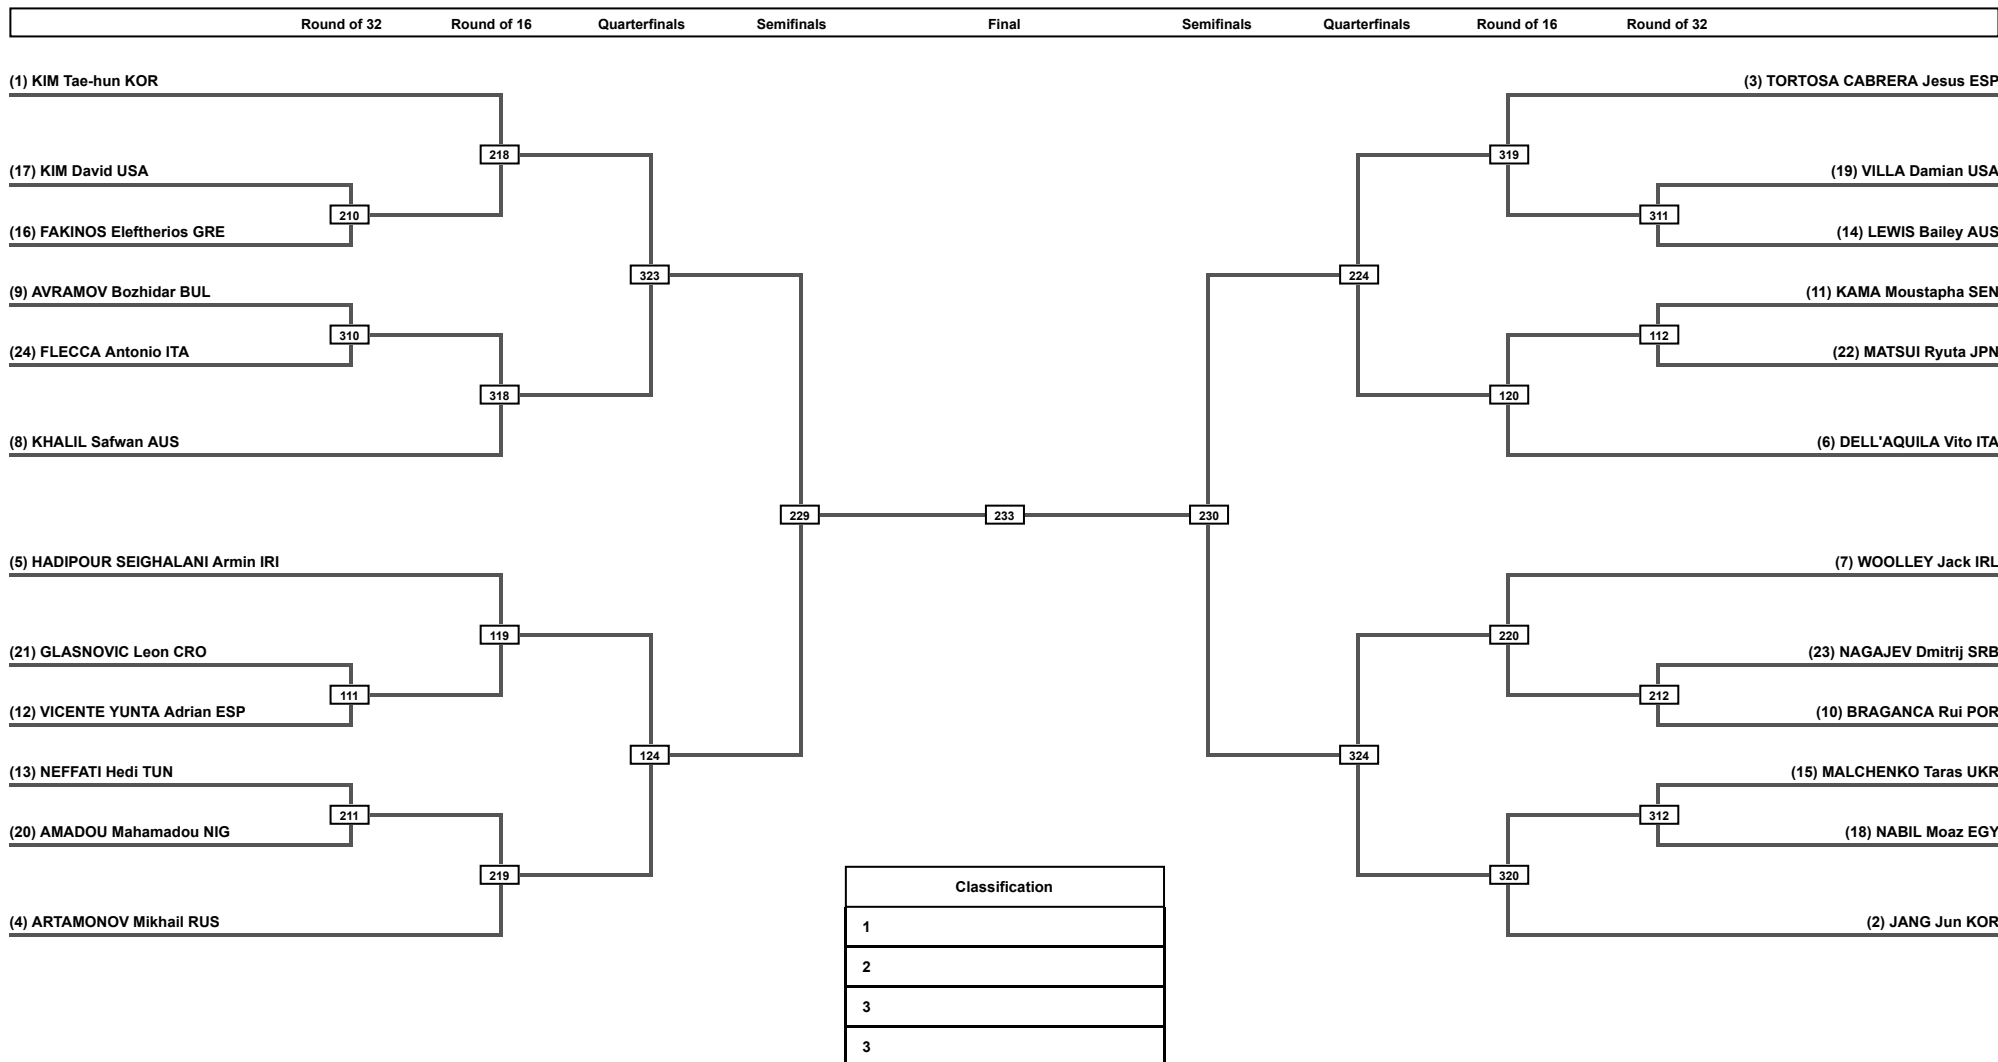 Round of 32 Round of 16 Quarterfinals Semifinals Final Semifinals Quarterfinals Round of 16 Round of 32
(1) KIM Tae-hun KOR
(3) TORTOSA CABRERA Jesus ESP
218
319
(17) KIM David USA
(19) VILLA Damian USA
210
311
(16) FAKINOS Eleftherios GRE
(14) LEWIS Bailey AUS
323
224
(9) AVRAMOV Bozhidar BUL
(11) KAMA Moustapha SEN
310
112
(24) FLECCA Antonio ITA
(22) MATSUI Ryuta JPN
318
120
(8) KHALIL Safwan AUS
(6) DELL'AQUILA Vito ITA
229
233
230
(5) HADIPOUR SEIGHALANI Armin IRI
(7) WOOLLEY Jack IRL
119
220
(21) GLASNOVIC Leon CRO
(23) NAGAJEV Dmitrij SRB
111
212
(12) VICENTE YUNTA Adrian ESP
(10) BRAGANCA Rui POR
124
324
(13) NEFFATI Hedi TUN
(15) MALCHENKO Taras UKR
211
312
(20) AMADOU Mahamadou NIG
(18) NABIL Moaz EGY
219
320
(4) ARTAMONOV Mikhail RUS
(2) JANG Jun KOR
Classification
1
2
3
3